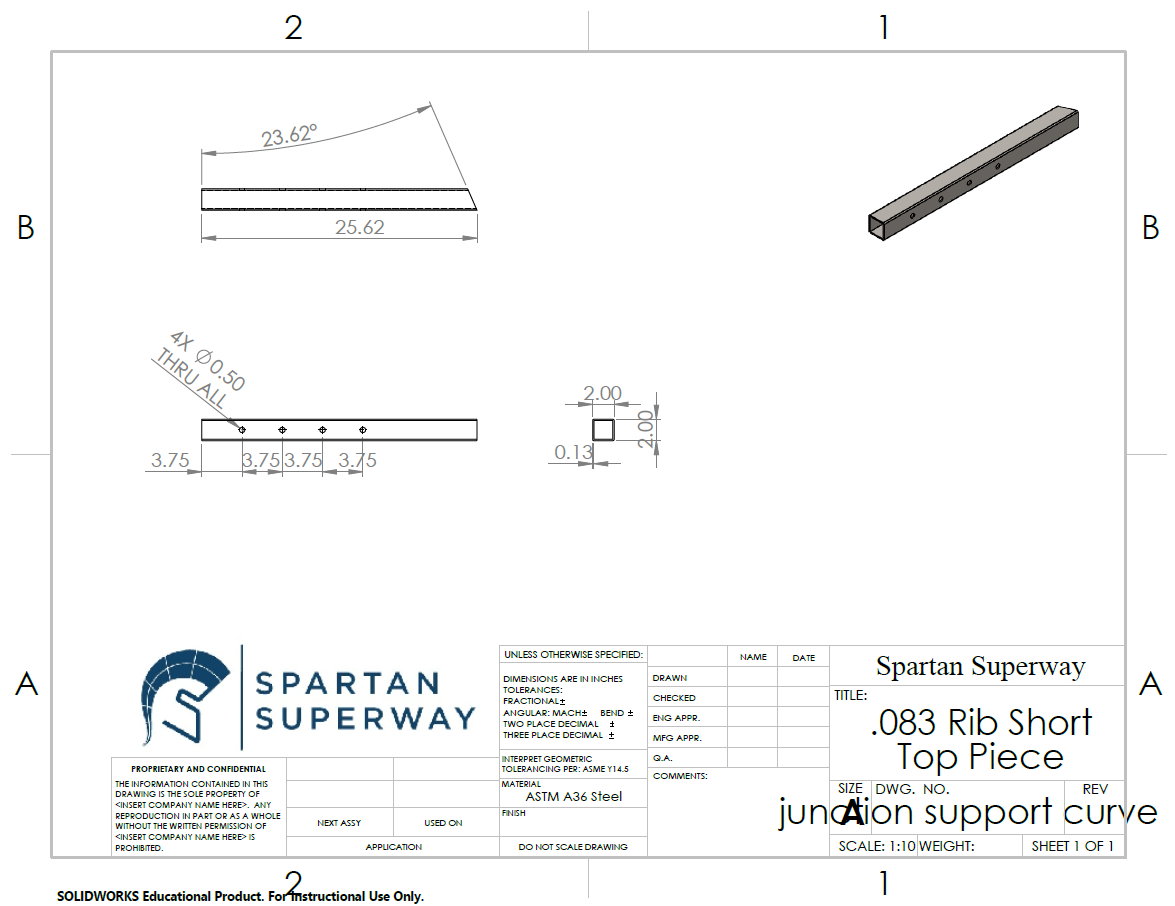 2
1
23.62°
B
25.62
B
4X ∅0.50
THRU ALL
2.00
2.00
3.75
3.75
3.75
3.75
0.13
A
A
SPARTAN
SUPERWAY
UNLESS OTHERWISE SPECIFIED:
DIMENSIONS ARE IN INCHES
TOLERANCES:
FRACTIONAL±
ANGULAR: MACH± BEND ±
TWO PLACE DECIMAL ±
THREE PLACE DECIMAL ±
INTERPRET GEOMETRIC
TOLERANCING PER: ASME Y14.5
MATERIAL
ASTM A36 Steel
FINISH
DO NOT SCALE DRAWING
NAME
DATE
DRAWN
CHECKED
ENG APPR.
MFG APPR.
Q.A.
COMMENTS:
Spartan Superway
TITLE:
.083 Rib Short
Top Piece
SIZE
DWG. NO.
REV
A
junction support curve
SCALE: 1:10
WEIGHT:
SHEET 1 OF 1
PROPRIETARY AND CONFIDENTIAL
THE INFORMATION CONTAINED IN THIS
DRAWING IS THE SOLE PROPERTY OF
<INSERT COMPANY NAME HERE>. ANY
REPRODUCTION IN PART OR AS A WHOLE
WITHOUT THE WRITTEN PERMISSION OF
<INSERT COMPANY NAME HERE> IS
PROHIBITED.
NEXT ASSY
USED ON
APPLICATION
2
1
SOLIDWORKS Educational Product. For Instructional Use Only.